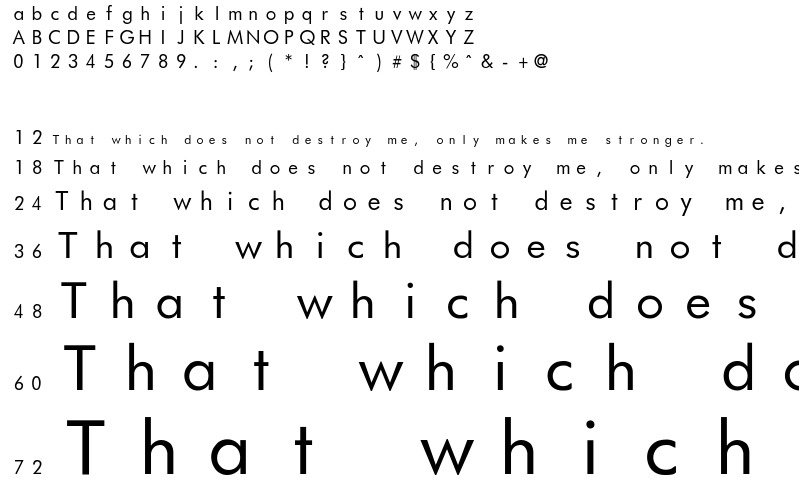 a b c d e f g h i j k l m n o p q r s t u v w x y z
A B C D E F G H I J K L M N O P Q R S T U V W X Y Z
0 1 2 3 4 5 6 7 8 9 . : , ; ( * ! ? } ^ ) # $ { % ^ & - + @
12 That which does not destroy me, only makes me stronger.
18 That which does not destroy me, only makes
24 That which does not destroy me,
36 That which does not d
48 That which does
60 That which do
72 That which